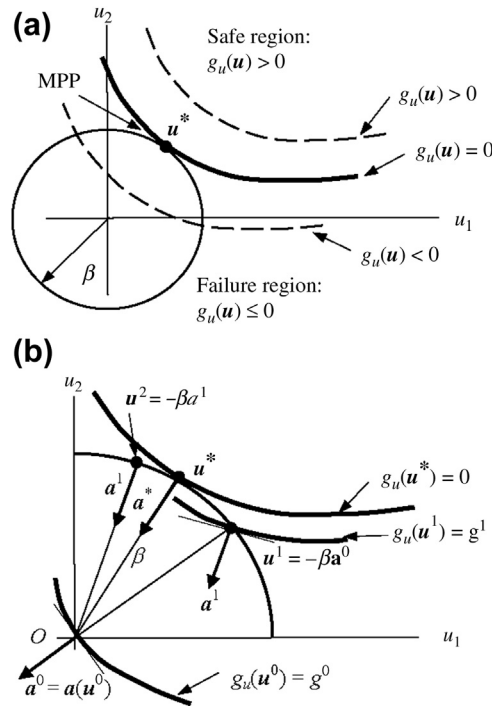 (a)
u₂
Safe region:
gᵤ(u) > 0
MPP
u*
gᵤ(u) > 0
gᵤ(u) = 0
u₁
gᵤ(u) < 0
β
Failure region:
gᵤ(u) ≤ 0
(b)
u₂
u² = –βa¹
u*
gᵤ(u*) = 0
a¹
a*
gᵤ(u¹) = g¹
β
u¹ = –βa⁰
a¹
O
u₁
a⁰ = a(u⁰)
gᵤ(u⁰) = g⁰